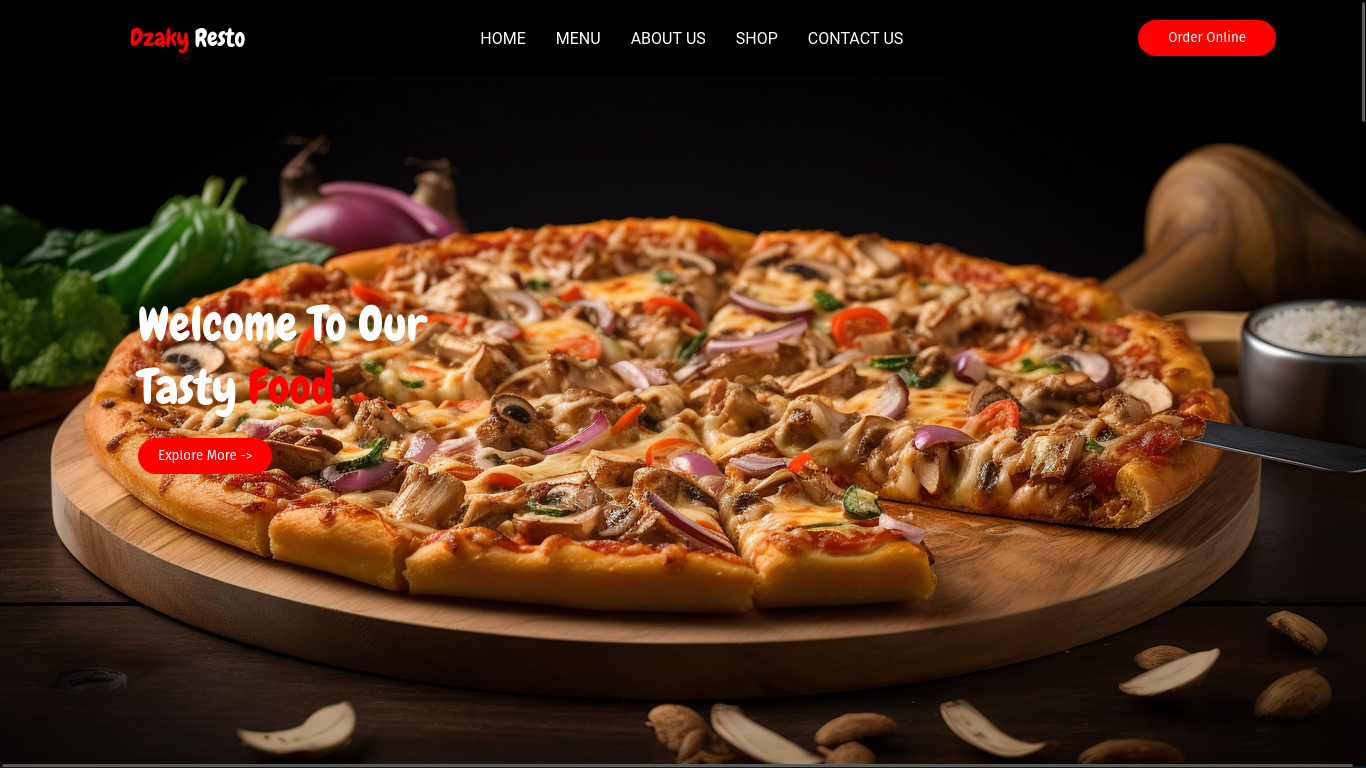 Dzaky Resto
HOME MENU ABOUT US SHOP CONTACT US
Order Online
Welcome To Our
Tasty Food
Explore More ->